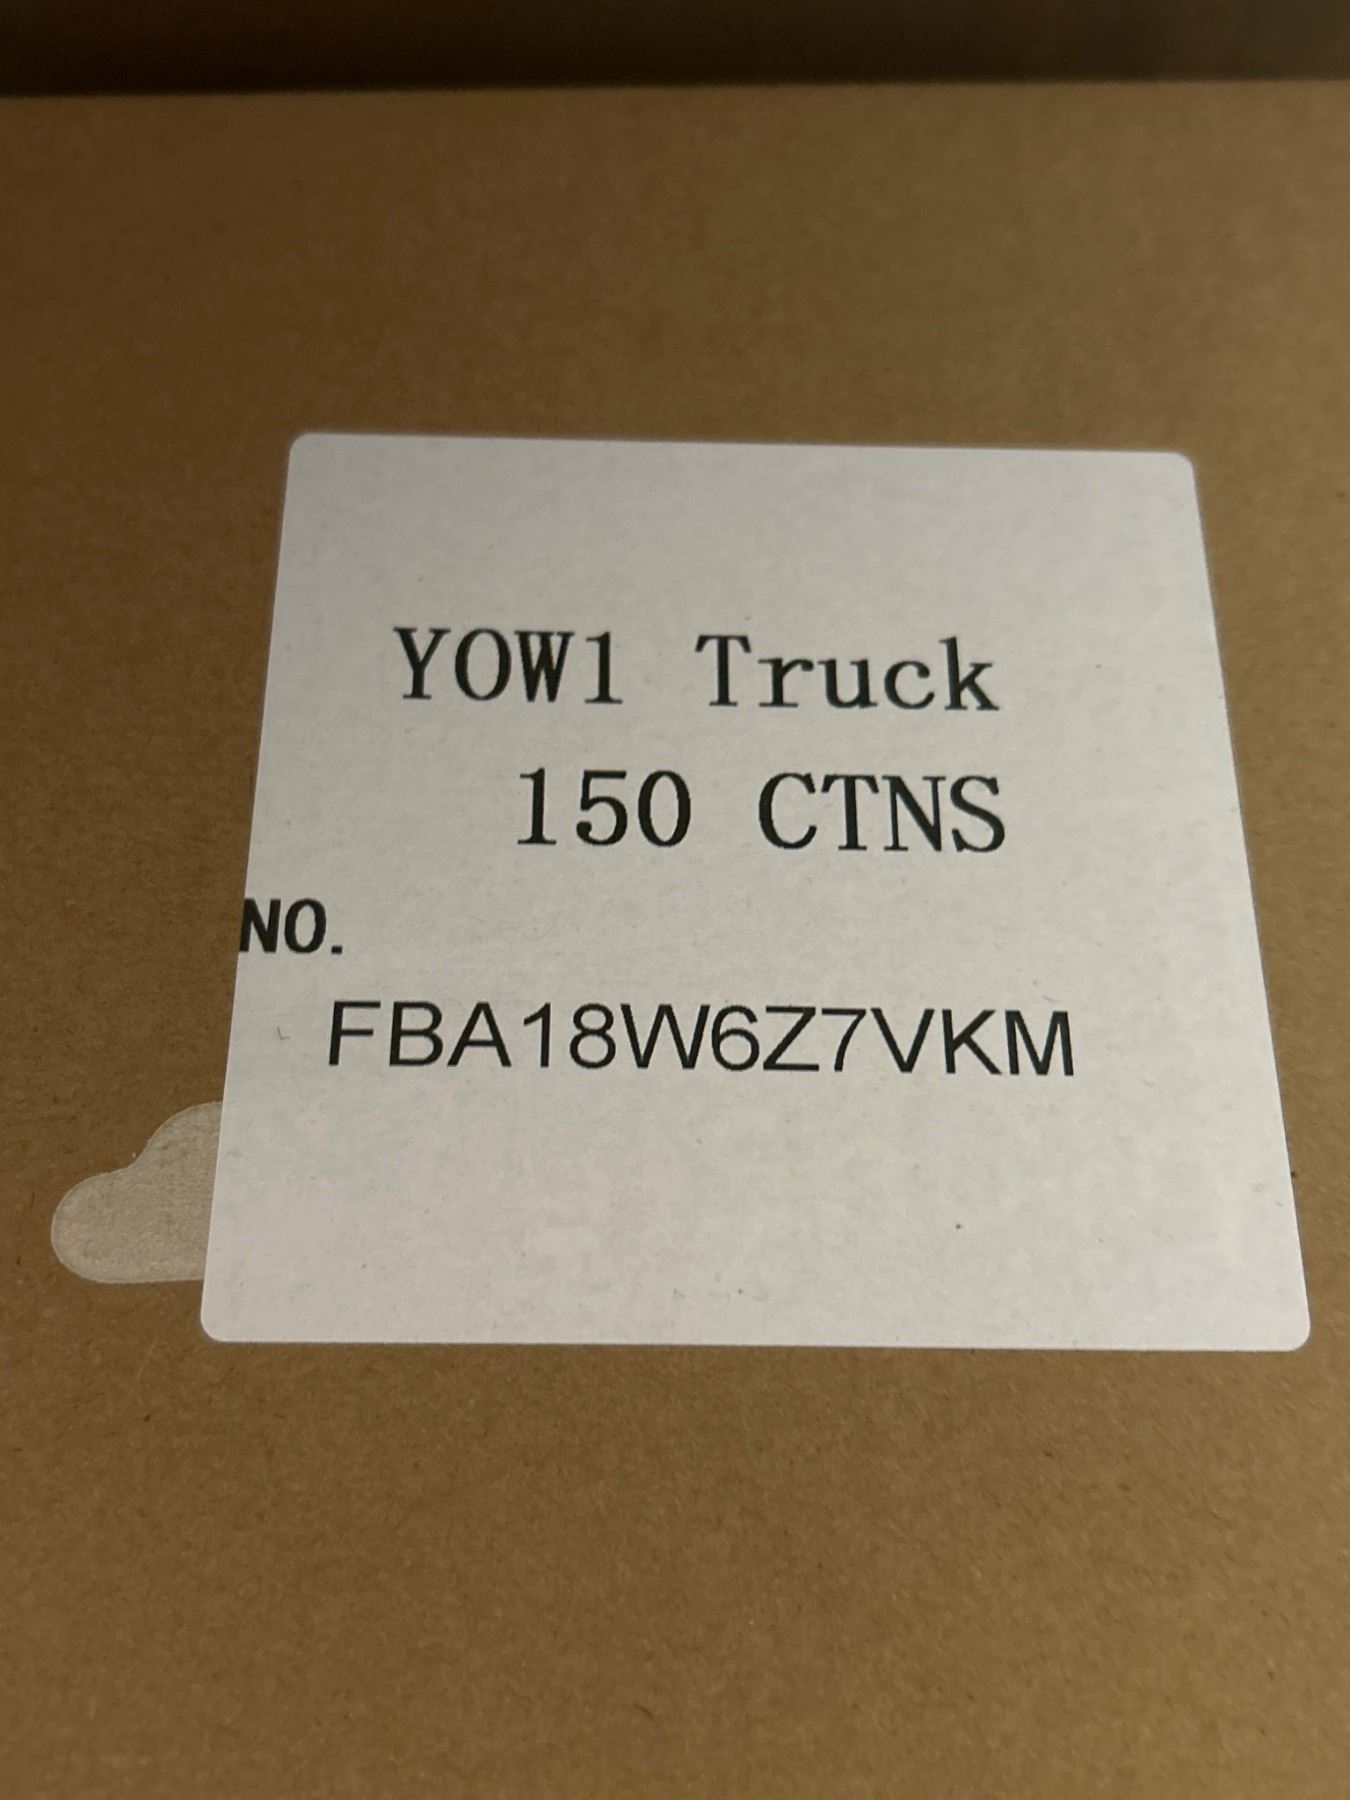 YOW1 Truck
150 CTNS
NO.
FBA18W6Z7VKM